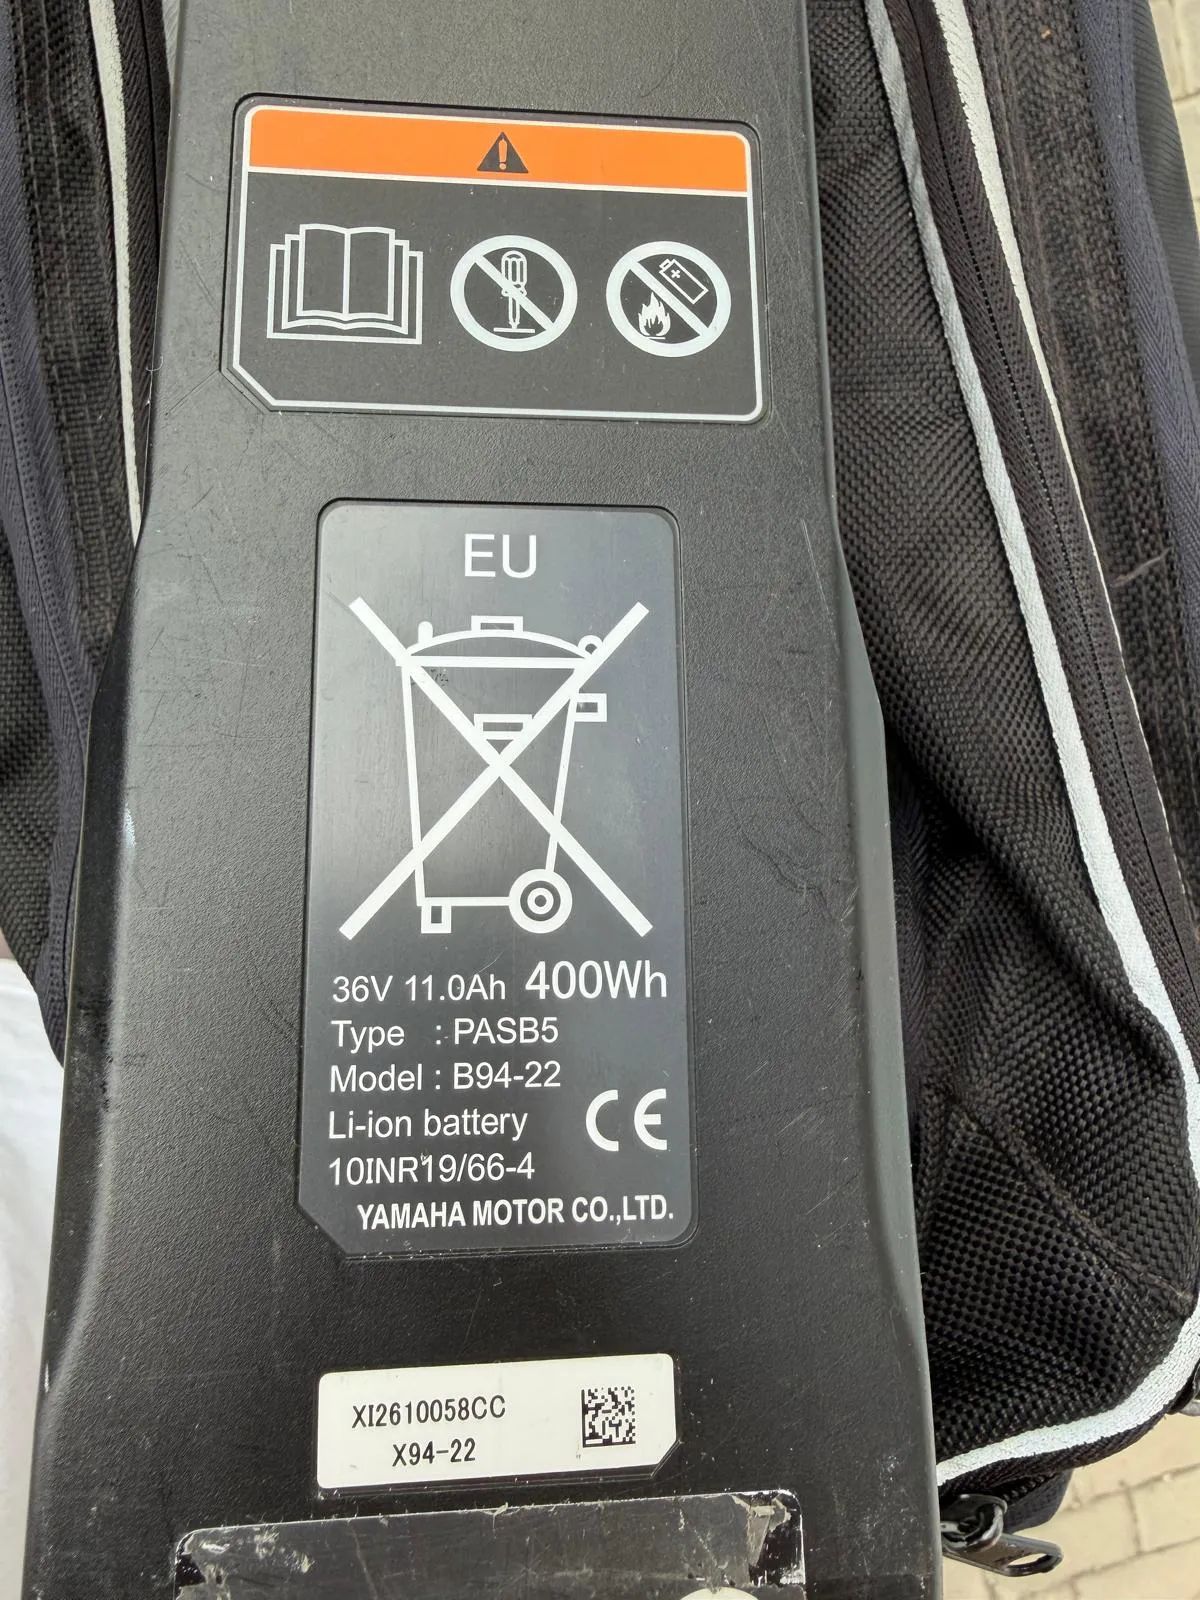 EU
36V 11.0Ah 400Wh
Type : PASB5
Model : B94-22
Li-ion battery
CE
10INR19/66-4
YAMAHA MOTOR CO.,LTD.
XI2610058CC
X94-22